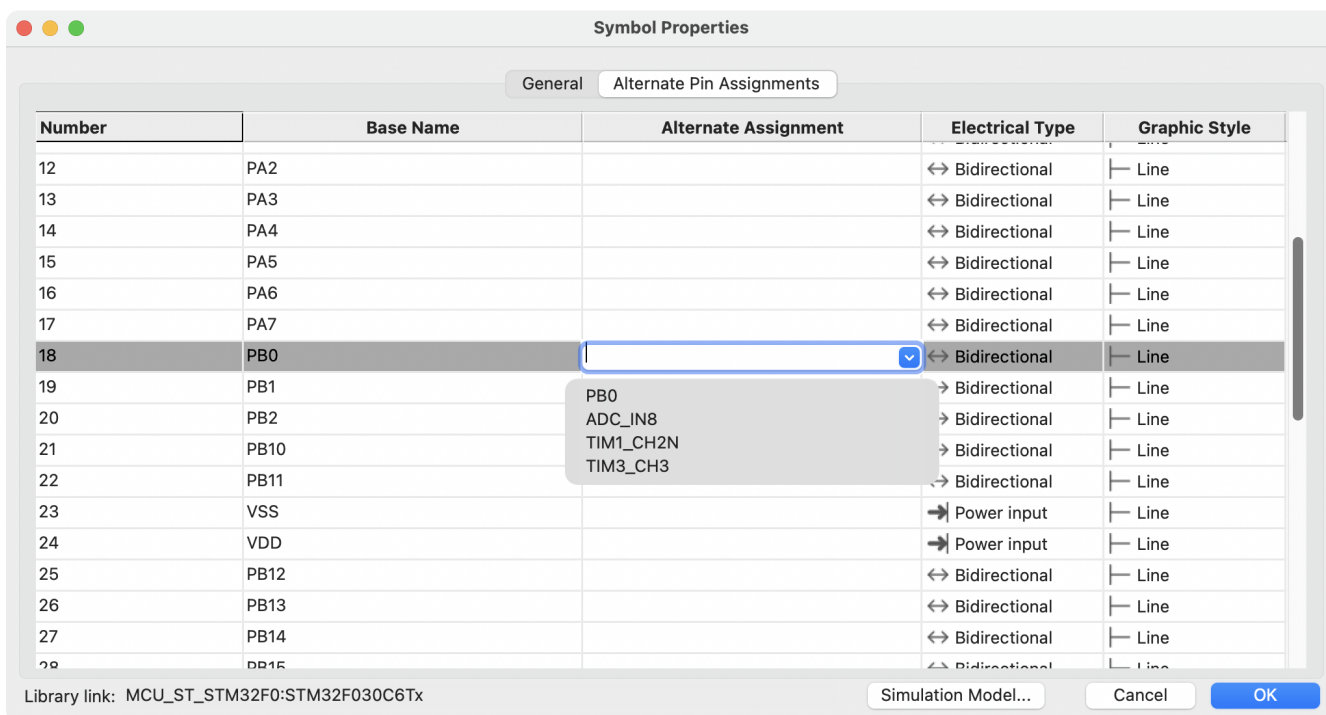 Symbol Properties
General Alternate Pin Assignments
Number Base Name Alternate Assignment Electrical Type Graphic Style
12 PA2 Bidirectional Line
13 PA3 Bidirectional Line
14 PA4 Bidirectional Line
15 PA5 Bidirectional Line
16 PA6 Bidirectional Line
17 PA7 Bidirectional Line
18 PB0 Bidirectional Line
19 PB1 Bidirectional Line
PB0
20 PB2 ADC_IN8 Bidirectional Line
21 PB10 TIM1_CH2N Bidirectional Line
22 PB11 TIM3_CH3 Bidirectional Line
23 VSS Power input Line
24 VDD Power input Line
25 PB12 Bidirectional Line
26 PB13 Bidirectional Line
27 PB14 Bidirectional Line
28 PB15 Bidirectional Line
Library link: MCU_ST_STM32F0:STM32F030C6Tx Simulation Model... Cancel OK